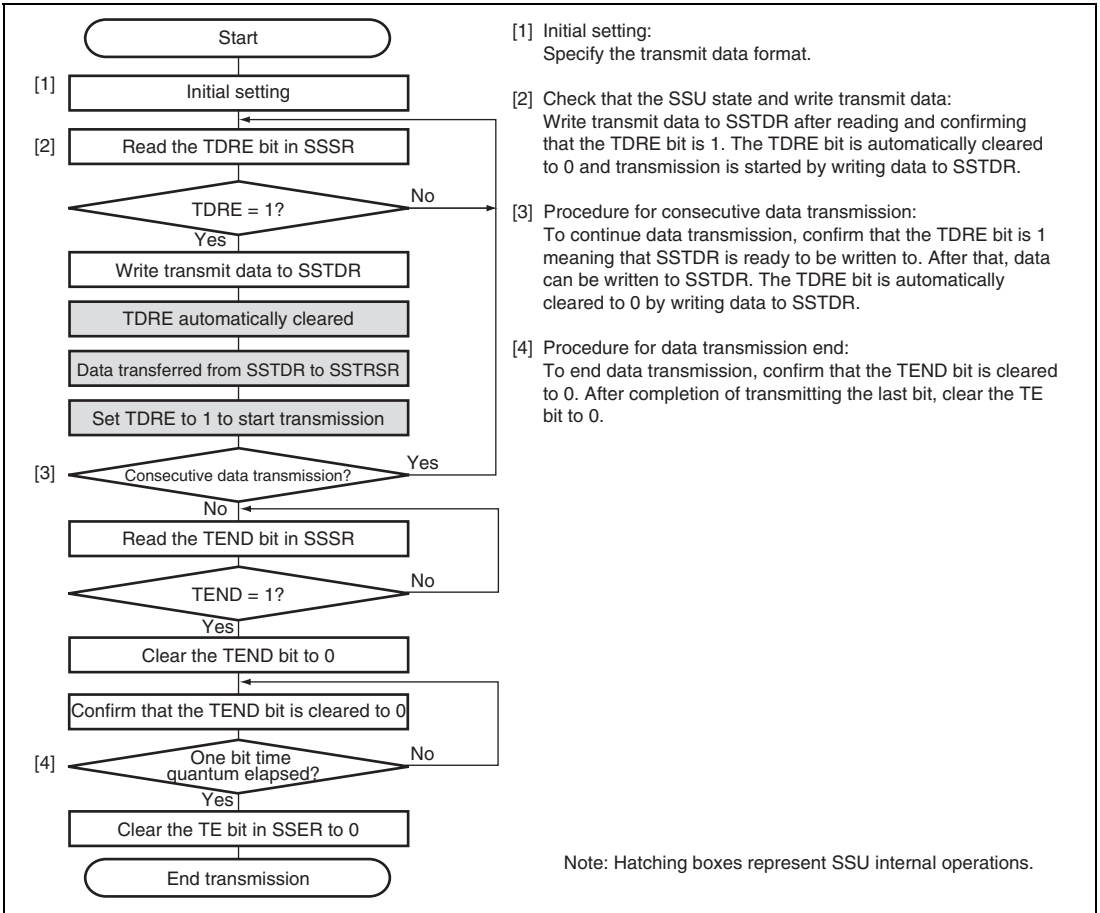 Start
[1]
Initial setting
[2]
Read the TDRE bit in SSSR
TDRE = 1?
No
Yes
Write transmit data to SSTDR
TDRE automatically cleared
Data transferred from SSTDR to SSTRSR
Set TDRE to 1 to start transmission
[3]
Consecutive data transmission?
Yes
No
Read the TEND bit in SSSR
TEND = 1?
No
Yes
Clear the TEND bit to 0
Confirm that the TEND bit is cleared to 0
[4]
One bit time
quantum elapsed?
No
Yes
Clear the TE bit in SSER to 0
End transmission
[1] Initial setting:
Specify the transmit data format.
[2] Check that the SSU state and write transmit data:
Write transmit data to SSTDR after reading and confirming
that the TDRE bit is 1. The TDRE bit is automatically cleared
to 0 and transmission is started by writing data to SSTDR.
[3] Procedure for consecutive data transmission:
To continue data transmission, confirm that the TDRE bit is 1
meaning that SSTDR is ready to be written to. After that, data
can be written to SSTDR. The TDRE bit is automatically
cleared to 0 by writing data to SSTDR.
[4] Procedure for data transmission end:
To end data transmission, confirm that the TEND bit is cleared
to 0. After completion of transmitting the last bit, clear the TE
bit to 0.
Note: Hatching boxes represent SSU internal operations.